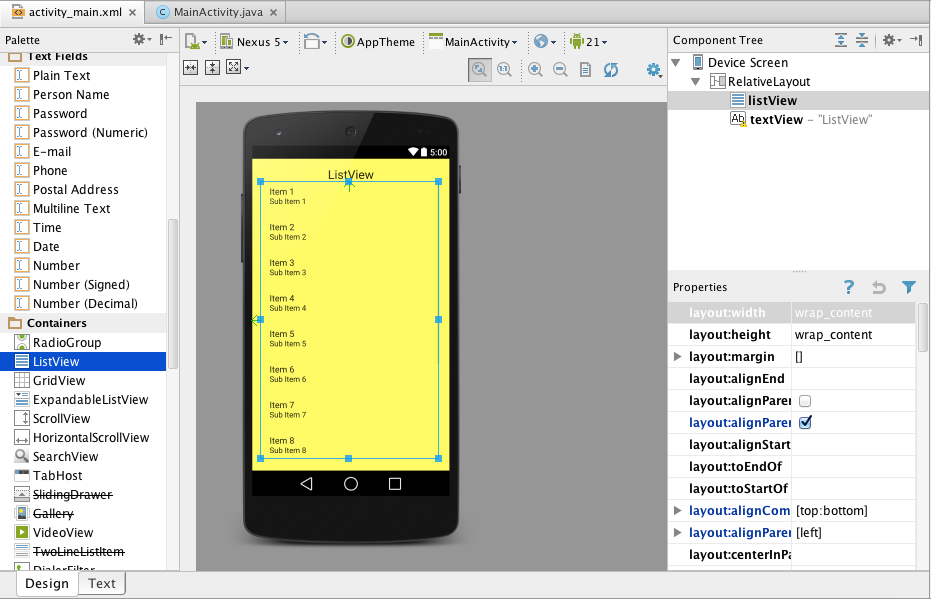 activity_main.xml
MainActivity.java
Palette
Text Fields
Plain Text
Person Name
Password
Password (Numeric)
E-mail
Phone
Postal Address
Multiline Text
Time
Date
Number
Number (Signed)
Number (Decimal)
Containers
RadioGroup
ListView
GridView
ExpandableListView
ScrollView
HorizontalScrollView
SearchView
TabHost
SlidingDrawer
Gallery
VideoView
TwoLineListItem
DialerFilter
Design Text
Nexus 5 AppTheme MainActivity 21
5:00
ListView
Item 1
Sub Item 1
Item 2
Sub Item 2
Item 3
Sub Item 3
Item 4
Sub Item 4
Item 5
Sub Item 5
Item 6
Sub Item 6
Item 7
Sub Item 7
Item 8
Sub Item 8
Component Tree
Device Screen
RelativeLayout
listView
Ab textView – "ListView"
Properties ?
layout:width wrap_content
layout:height wrap_content
layout:margin []
layout:alignEnd
layout:alignParen
layout:alignParen
layout:alignStart
layout:toEndOf
layout:toStartOf
layout:alignCom [top:bottom]
layout:alignParen [left]
layout:centerInPa